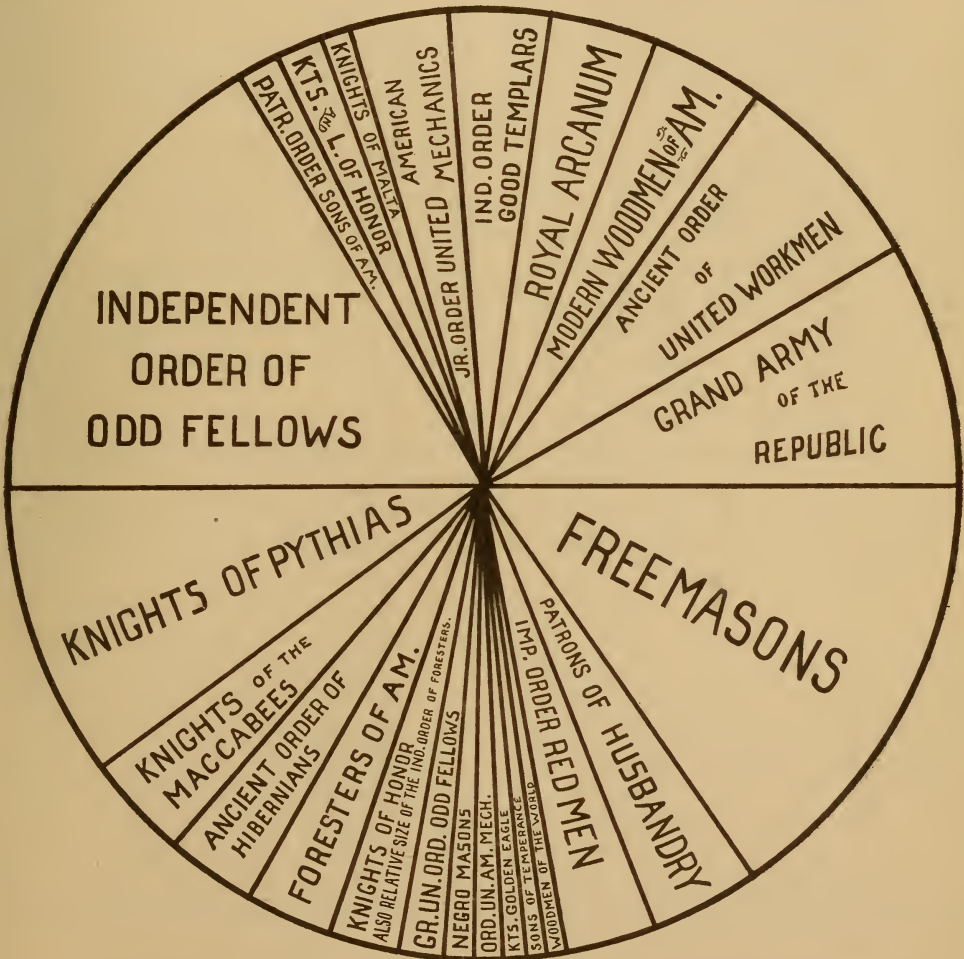 INDEPENDENT
ORDER OF
ODD FELLOWS
PATR. ORDER SONS OF AM.
KTS. AND L. OF HONOR
KNIGHTS OF MALTA
AMERICAN
JR. ORDER UNITED MECHANICS
IND. ORDER
GOOD TEMPLARS
ROYAL ARCANUM
MODERN WOODMEN OF AM.
ANCIENT ORDER
OF
UNITED WORKMEN
GRAND ARMY
OF THE
REPUBLIC
FREEMASONS
PATRONS OF HUSBANDRY
IMP. ORDER RED MEN
WOODMEN OF THE WORLD
SONS OF TEMPERANCE
KTS. GOLDEN EAGLE
ORD. UN. AM. MECH.
NEGRO MASONS
GR. UN. ORD. ODD FELLOWS
KNIGHTS OF HONOR
ALSO RELATIVE SIZE OF THE IND. ORDER OF FORESTERS.
FORESTERS OF AM.
ANCIENT ORDER OF
HIBERNIANS
KNIGHTS OF THE
MACCABEES
KNIGHTS OF PYTHIAS